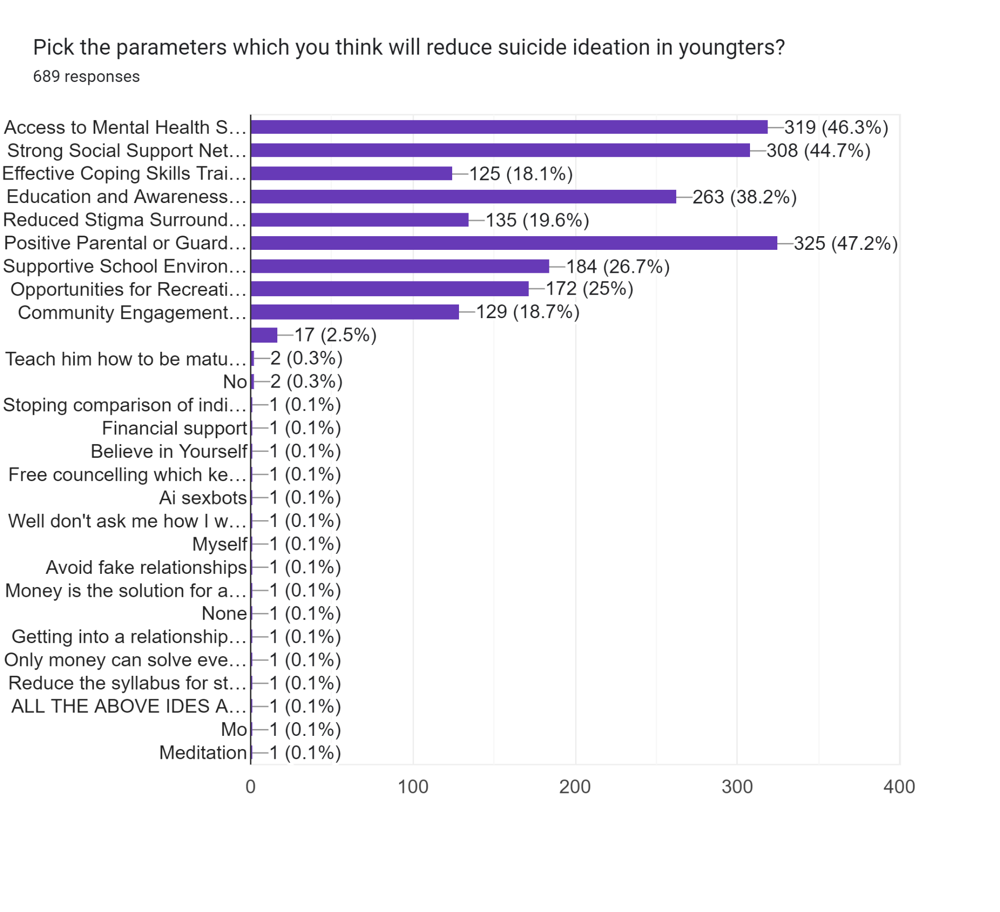 Pick the parameters which you think will reduce suicide ideation in youngters?
689 responses
Access to Mental Health S… 319 (46.3%)
Strong Social Support Net… 308 (44.7%)
Effective Coping Skills Trai… 125 (18.1%)
Education and Awareness… 263 (38.2%)
Reduced Stigma Surround… 135 (19.6%)
Positive Parental or Guard… 325 (47.2%)
Supportive School Environ… 184 (26.7%)
Opportunities for Recreati… 172 (25%)
Community Engagement… 129 (18.7%)
17 (2.5%)
Teach him how to be matu… 2 (0.3%)
No 2 (0.3%)
Stoping comparison of indi… 1 (0.1%)
Financial support 1 (0.1%)
Believe in Yourself 1 (0.1%)
Free councelling which ke… 1 (0.1%)
Ai sexbots 1 (0.1%)
Well don't ask me how I w… 1 (0.1%)
Myself 1 (0.1%)
Avoid fake relationships 1 (0.1%)
Money is the solution for a… 1 (0.1%)
None 1 (0.1%)
Getting into a relationship… 1 (0.1%)
Only money can solve eve… 1 (0.1%)
Reduce the syllabus for st… 1 (0.1%)
ALL THE ABOVE IDES A… 1 (0.1%)
Mo 1 (0.1%)
Meditation 1 (0.1%)
0 100 200 300 400